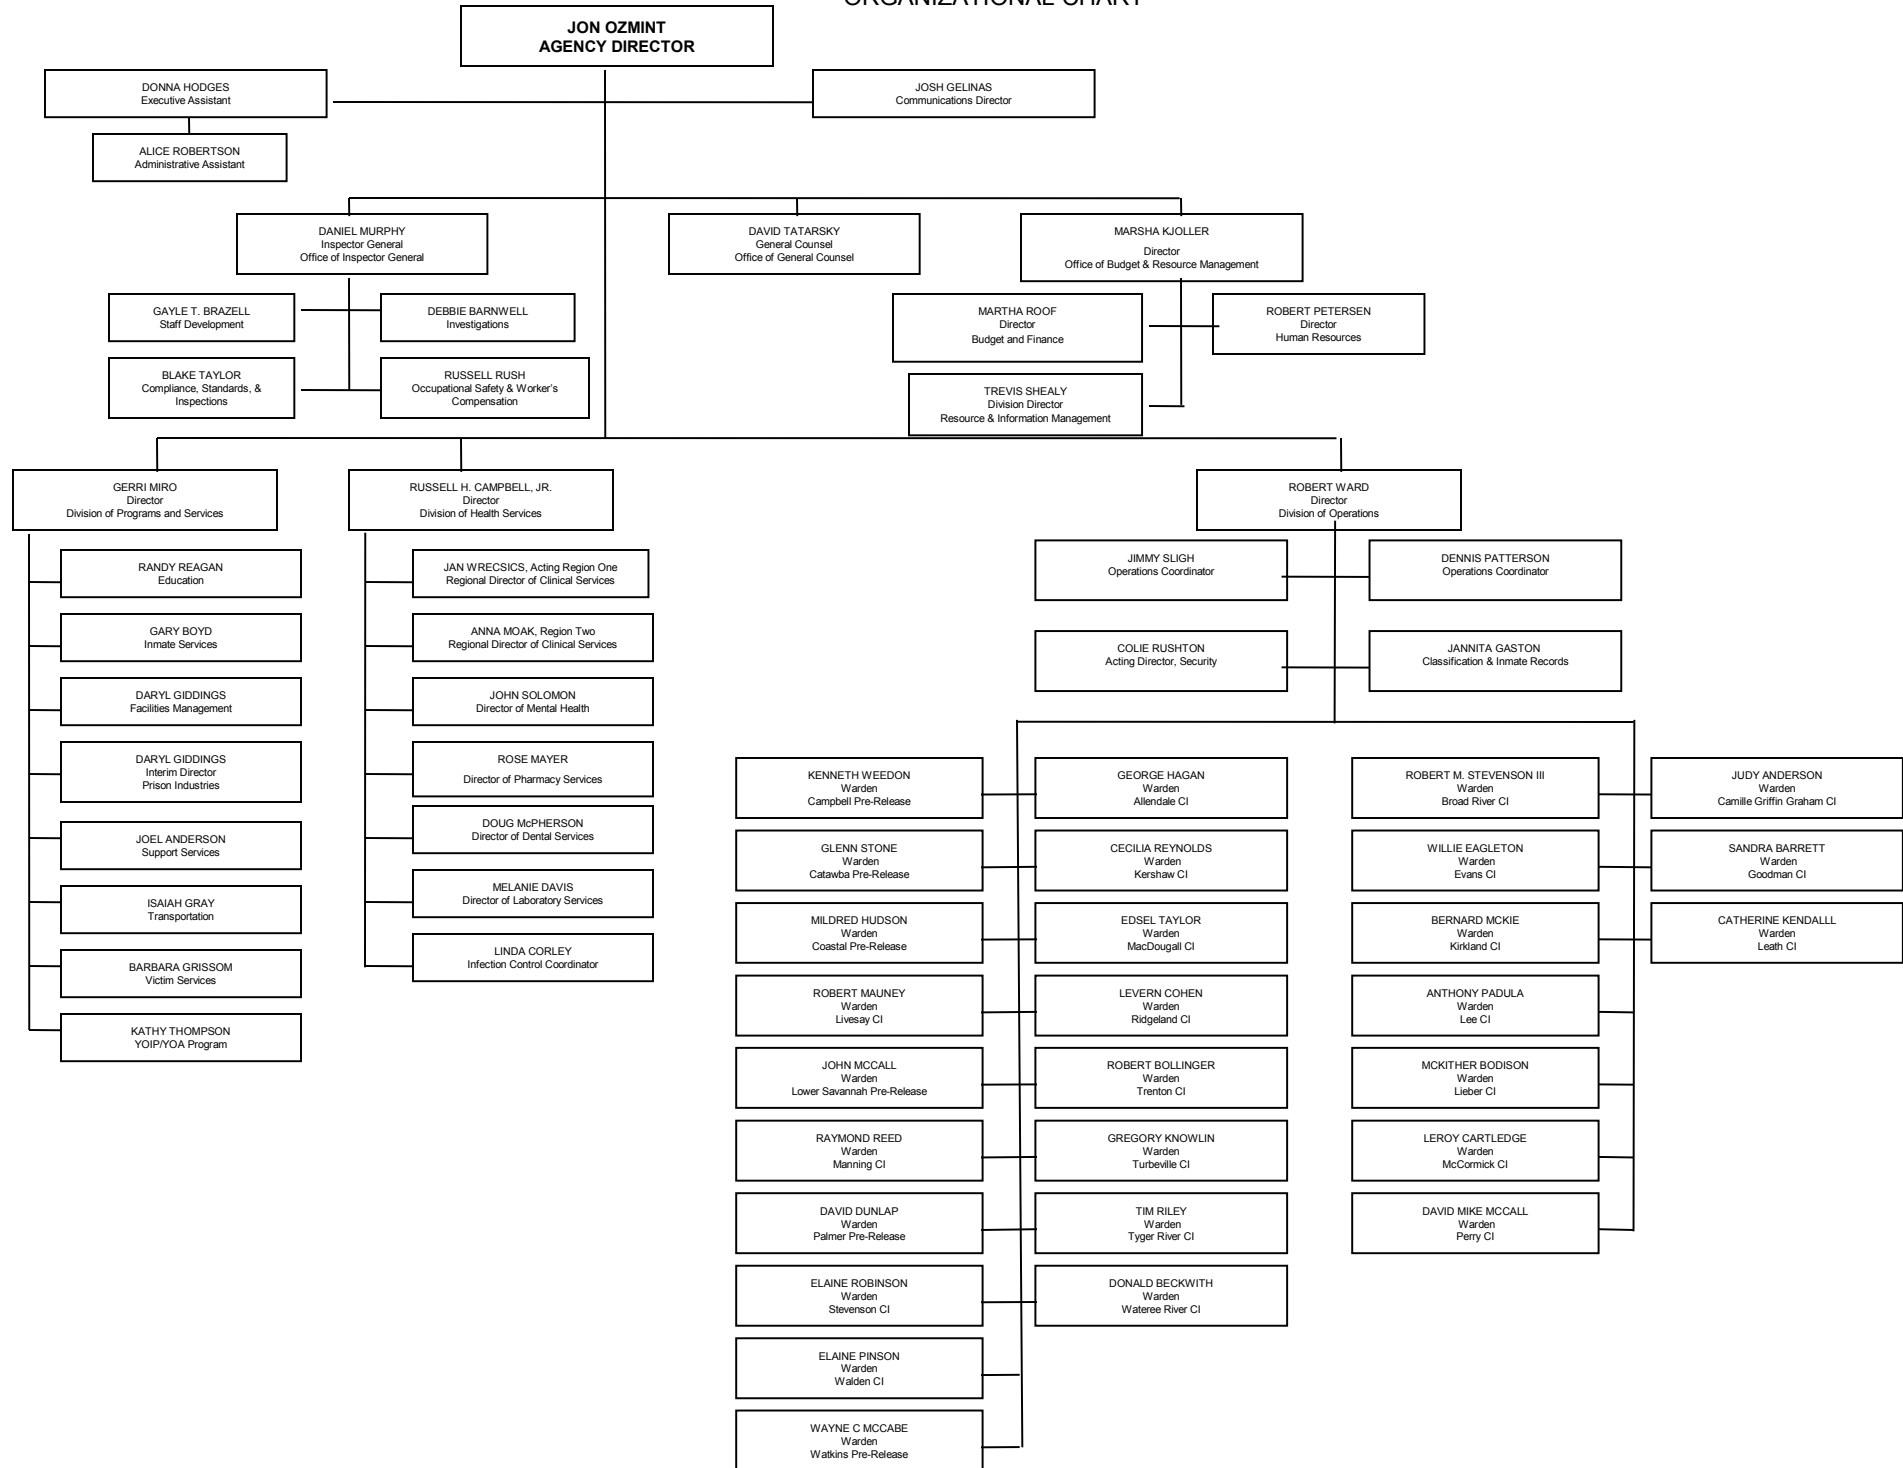 ORGANIZATIONAL CHART
JON OZMINT
AGENCY DIRECTOR
DONNA HODGES
Executive Assistant
JOSH GELINAS
Communications Director
ALICE ROBERTSON
Administrative Assistant
DANIEL MURPHY
Inspector General
Office of Inspector General
DAVID TATARSKY
General Counsel
Office of General Counsel
MARSHA KJOLLER
Director
Office of Budget & Resource Management
GAYLE T. BRAZELL
Staff Development
DEBBIE BARNWELL
Investigations
MARTHA ROOF
Director
Budget and Finance
ROBERT PETERSEN
Director
Human Resources
BLAKE TAYLOR
Compliance, Standards, &
Inspections
RUSSELL RUSH
Occupational Safety & Worker's
Compensation
TREVIS SHEALY
Division Director
Resource & Information Management
GERRI MIRO
Director
Division of Programs and Services
RUSSELL H. CAMPBELL, JR.
Director
Division of Health Services
ROBERT WARD
Director
Division of Operations
RANDY REAGAN
Education
GARY BOYD
Inmate Services
DARYL GIDDINGS
Facilities Management
DARYL GIDDINGS
Interim Director
Prison Industries
JOEL ANDERSON
Support Services
ISAIAH GRAY
Transportation
BARBARA GRISSOM
Victim Services
KATHY THOMPSON
YOIP/YOA Program
JAN WRECSICS, Acting Region One
Regional Director of Clinical Services
ANNA MOAK, Region Two
Regional Director of Clinical Services
JOHN SOLOMON
Director of Mental Health
ROSE MAYER
Director of Pharmacy Services
DOUG McPHERSON
Director of Dental Services
MELANIE DAVIS
Director of Laboratory Services
LINDA CORLEY
Infection Control Coordinator
JIMMY SLIGH
Operations Coordinator
DENNIS PATTERSON
Operations Coordinator
COLIE RUSHTON
Acting Director, Security
JANNITA GASTON
Classification & Inmate Records
KENNETH WEEDON
Warden
Campbell Pre-Release
GLENN STONE
Warden
Catawba Pre-Release
MILDRED HUDSON
Warden
Coastal Pre-Release
ROBERT MAUNEY
Warden
Livesay CI
JOHN MCCALL
Warden
Lower Savannah Pre-Release
RAYMOND REED
Warden
Manning CI
DAVID DUNLAP
Warden
Palmer Pre-Release
ELAINE ROBINSON
Warden
Stevenson CI
ELAINE PINSON
Warden
Walden CI
WAYNE C MCCABE
Warden
Watkins Pre-Release
GEORGE HAGAN
Warden
Allendale CI
CECILIA REYNOLDS
Warden
Kershaw CI
EDSEL TAYLOR
Warden
MacDougall CI
LEVERN COHEN
Warden
Ridgeland CI
ROBERT BOLLINGER
Warden
Trenton CI
GREGORY KNOWLIN
Warden
Turbeville CI
TIM RILEY
Warden
Tyger River CI
DONALD BECKWITH
Warden
Wateree River CI
ROBERT M. STEVENSON III
Warden
Broad River CI
WILLIE EAGLETON
Warden
Evans CI
BERNARD MCKIE
Warden
Kirkland CI
ANTHONY PADULA
Warden
Lee CI
MCKITHER BODISON
Warden
Lieber CI
LEROY CARTLEDGE
Warden
McCormick CI
DAVID MIKE MCCALL
Warden
Perry CI
JUDY ANDERSON
Warden
Camille Griffin Graham CI
SANDRA BARRETT
Warden
Goodman CI
CATHERINE KENDALLL
Warden
Leath CI